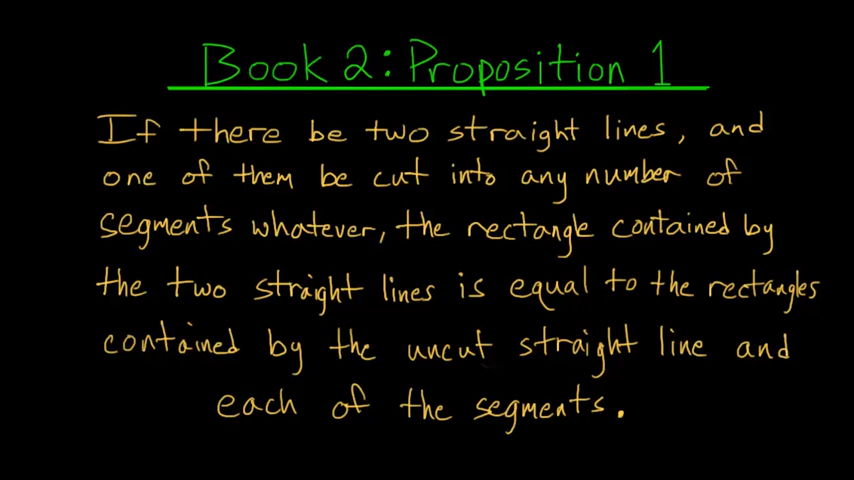 Book 2: Proposition 1
If there be two straight lines, and
one of them be cut into any number of
segments whatever, the rectangle contained by
the two straight lines is equal to the rectangles
contained by the uncut straight line and
each of the segments.